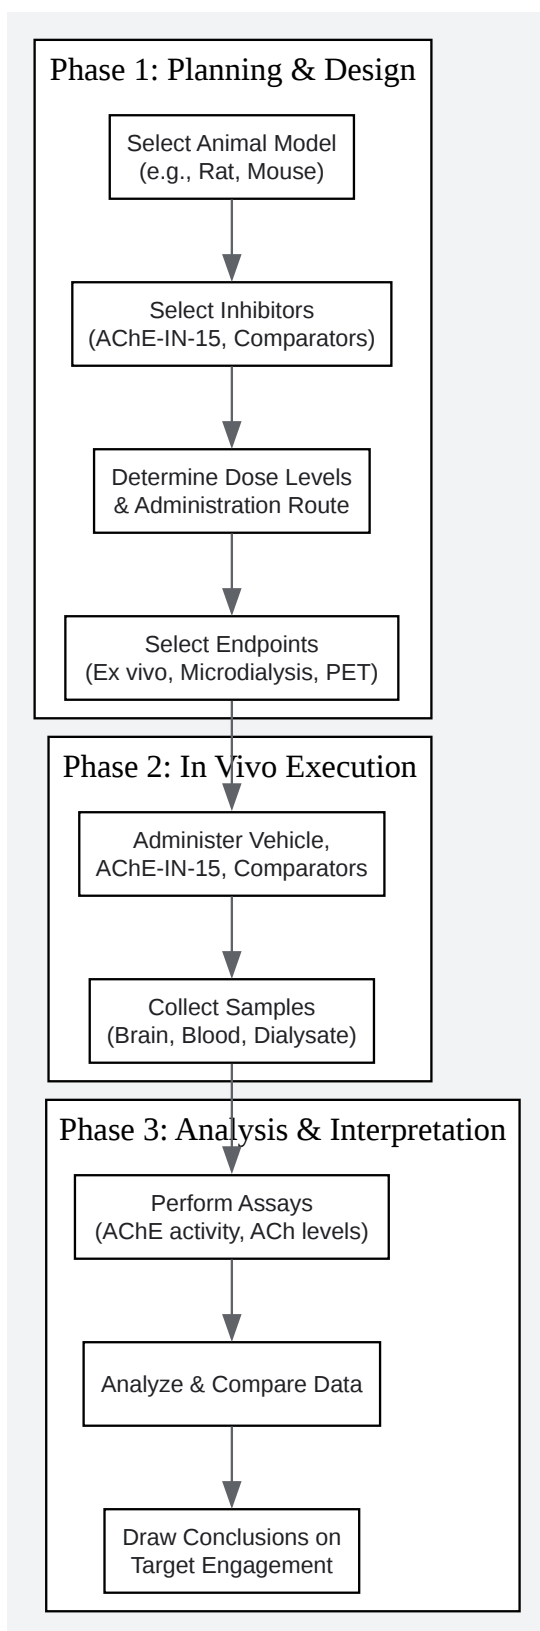 Phase 1: Planning & Design
Select Animal Model
(e.g., Rat, Mouse)
Select Inhibitors
(AChE-IN-15, Comparators)
Determine Dose Levels
& Administration Route
Select Endpoints
(Ex vivo, Microdialysis, PET)
Phase 2: In Vivo Execution
Administer Vehicle,
AChE-IN-15, Comparators
Collect Samples
(Brain, Blood, Dialysate)
Phase 3: Analysis & Interpretation
Perform Assays
(AChE activity, ACh levels)
Analyze & Compare Data
Draw Conclusions on
Target Engagement